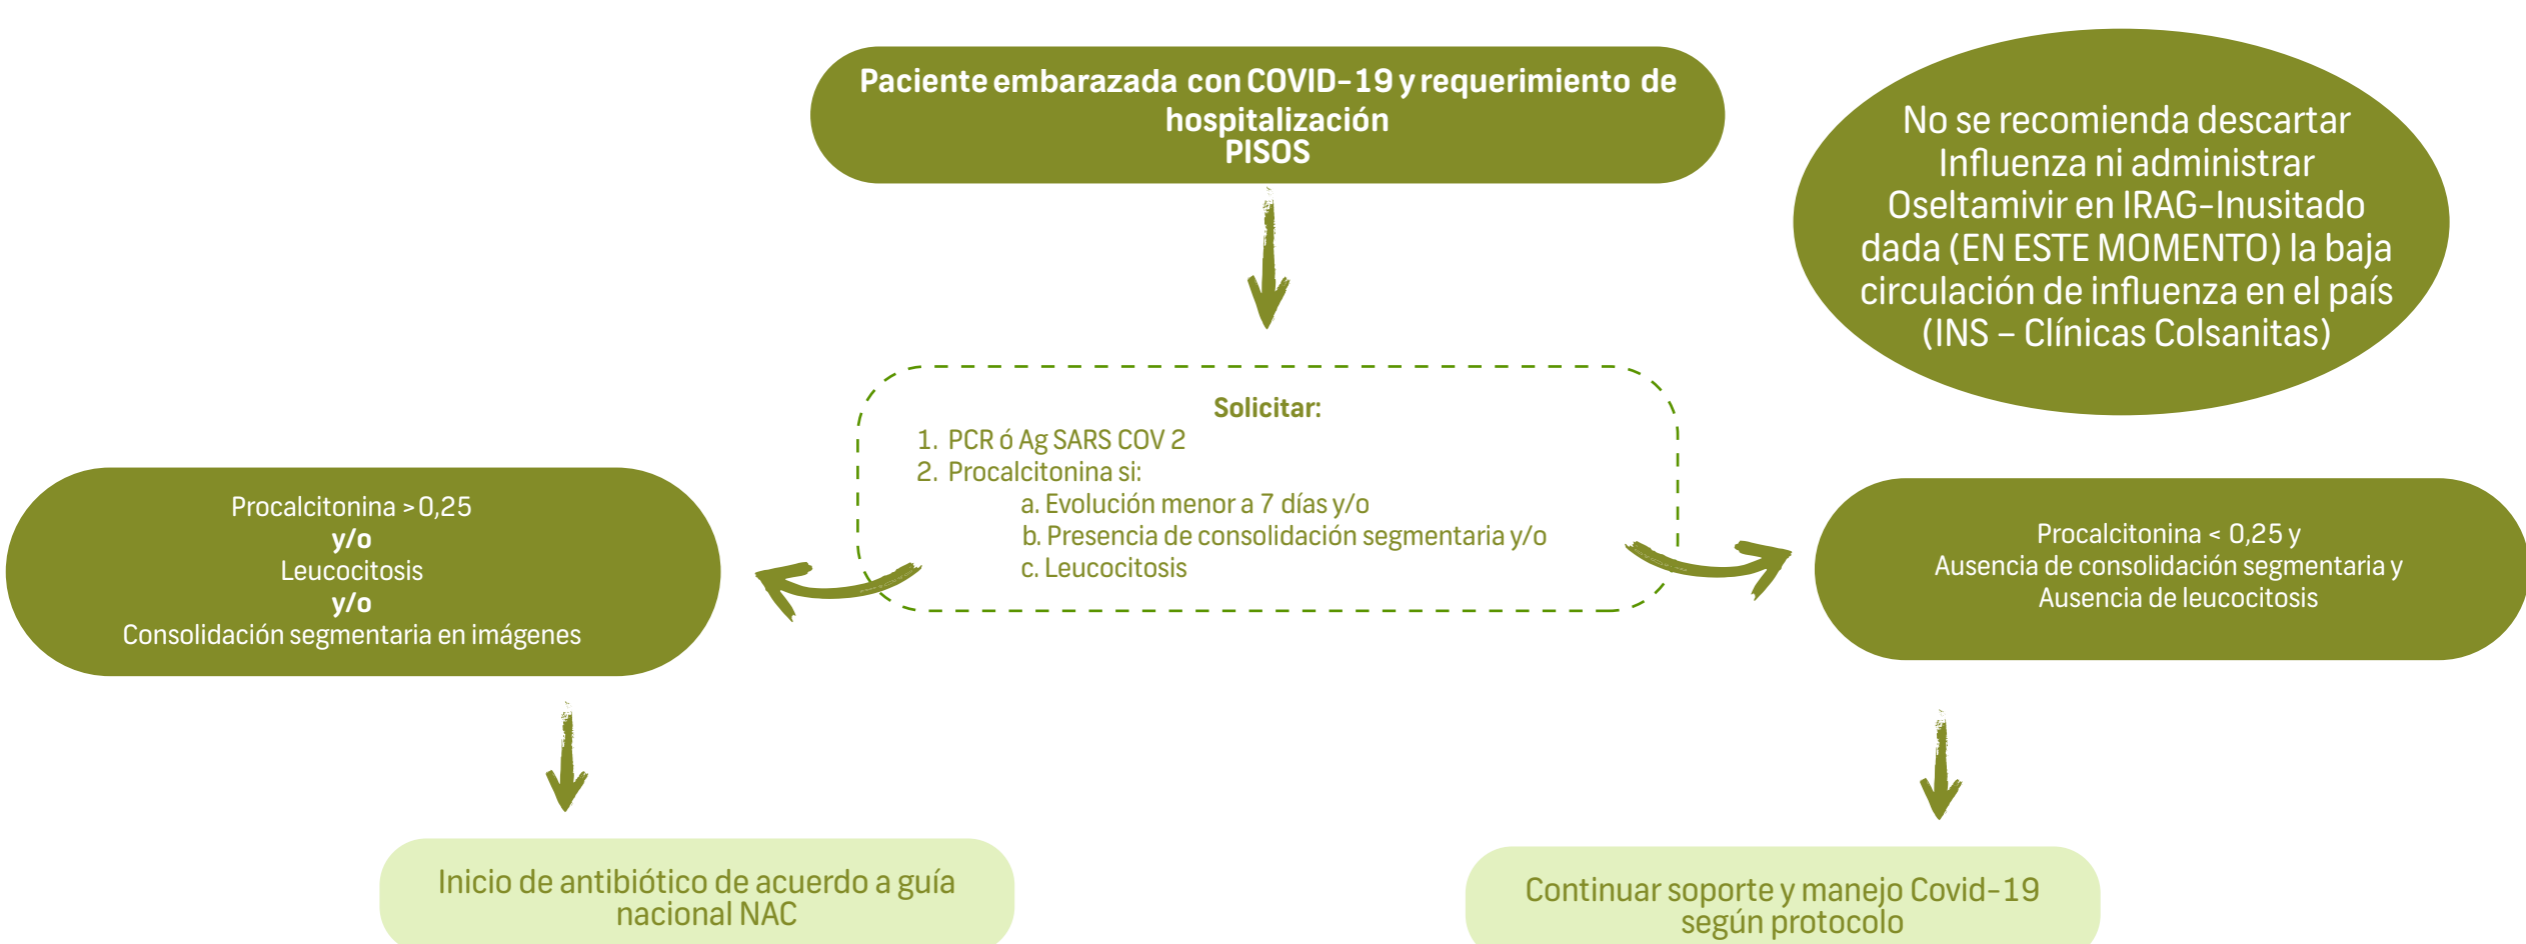 Paciente embarazada con COVID-19 y requerimiento de
hospitalización
PISOS
No se recomienda descartar
Influenza ni administrar
Oseltamivir en IRAG-Inusitado
dada (EN ESTE MOMENTO) la baja
circulación de influenza en el país
(INS - Clínicas Colsanitas)
Solicitar:
1. PCR ó Ag SARS COV 2
2. Procalcitonina si:
a. Evolución menor a 7 días y/o
b. Presencia de consolidación segmentaria y/o
c. Leucocitosis
Procalcitonina >0,25
y/o
Leucocitosis
y/o
Consolidación segmentaria en imágenes
Procalcitonina < 0,25 y
Ausencia de consolidación segmentaria y
Ausencia de leucocitosis
Inicio de antibiótico de acuerdo a guía
nacional NAC
Continuar soporte y manejo Covid-19
según protocolo